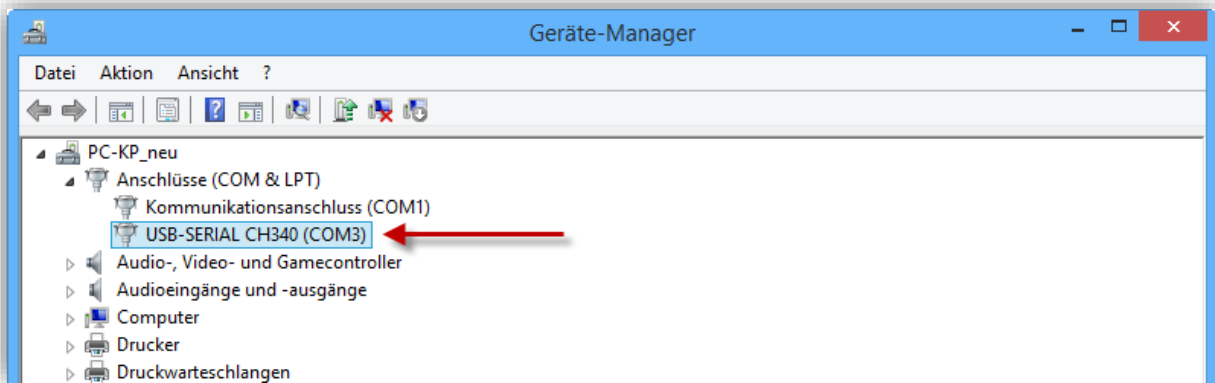 Geräte-Manager
Datei Aktion Ansicht ?
?
PC-KP_neu
Anschlüsse (COM & LPT)
Kommunikationsanschluss (COM1)
USB-SERIAL CH340 (COM3)
Audio-, Video- und Gamecontroller
Audioeingänge und -ausgänge
Computer
Drucker
Druckwarteschlangen